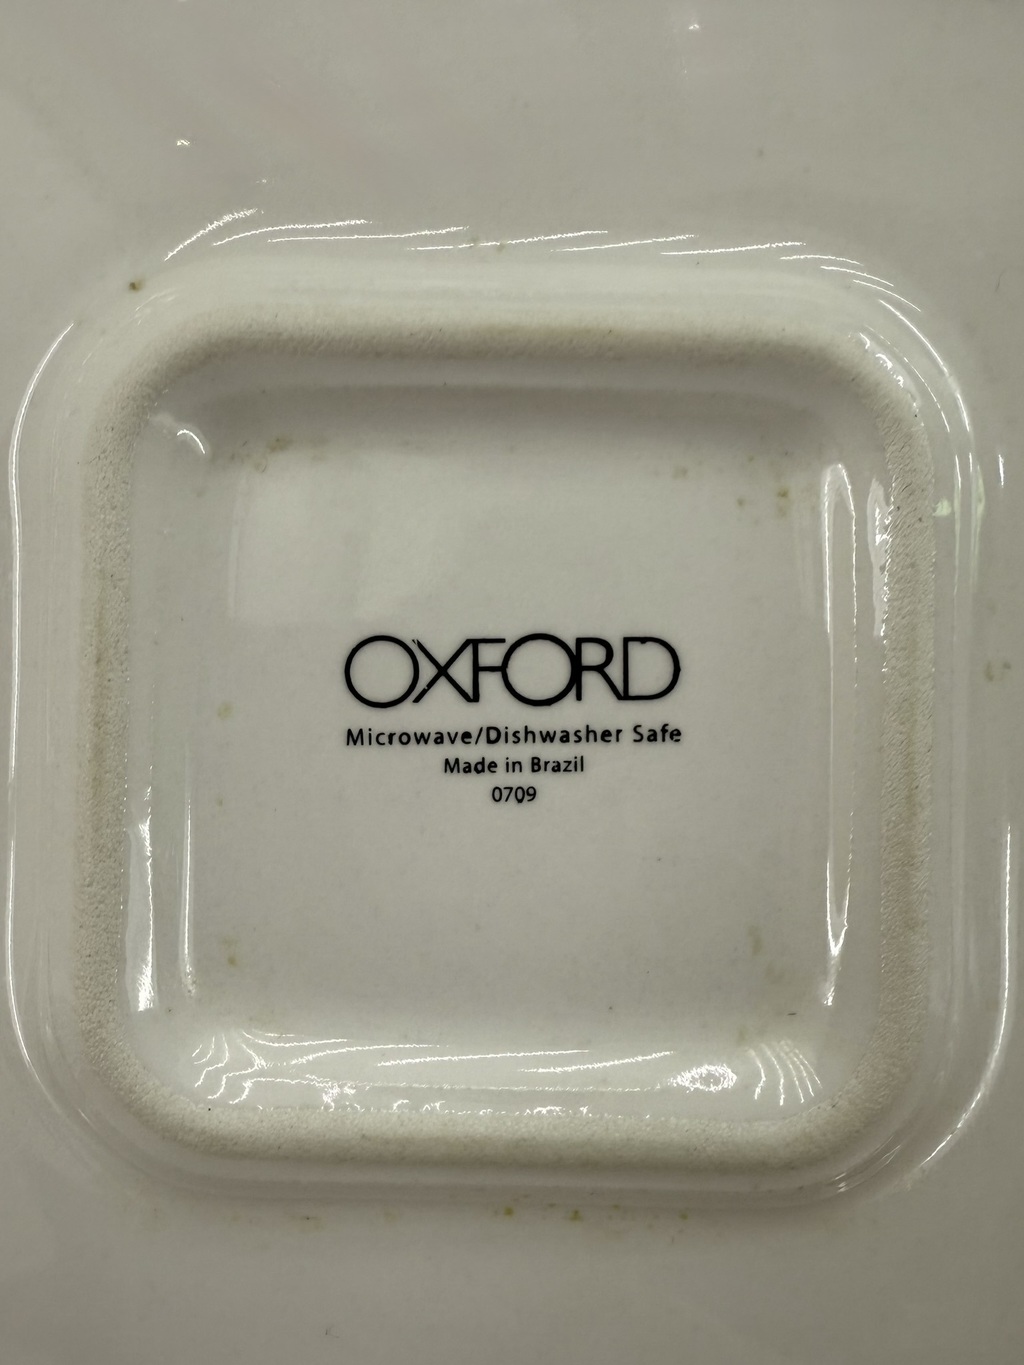 OXFORD
Microwave/Dishwasher Safe
Made in Brazil
0709